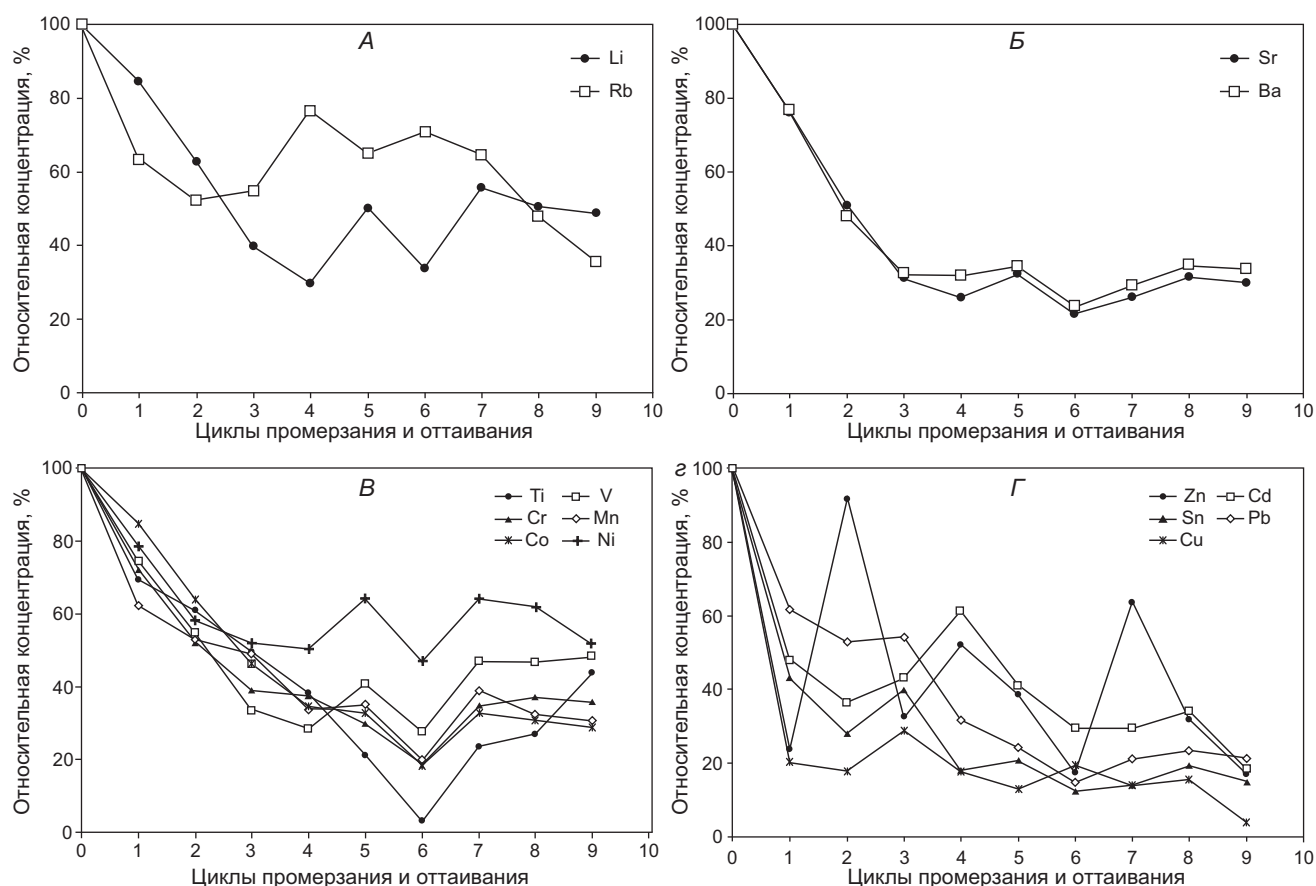 Относительная концентрация, %
100
80
60
40
20
0
А
Li
Rb
0 1 2 3 4 5 6 7 8 9 10
Циклы промерзания и оттаивания
Относительная концентрация, %
100
80
60
40
20
0
Б
Sr
Ba
0 1 2 3 4 5 6 7 8 9 10
Циклы промерзания и оттаивания
Относительная концентрация, %
100
80
60
40
20
0
В
Ti V
Cr Mn
Co Ni
0 1 2 3 4 5 6 7 8 9 10
Циклы промерзания и оттаивания
Относительная концентрация, %
г
100
80
60
40
20
0
Г
Zn Cd
Sn Pb
Cu
0 1 2 3 4 5 6 7 8 9 10
Циклы промерзания и оттаивания